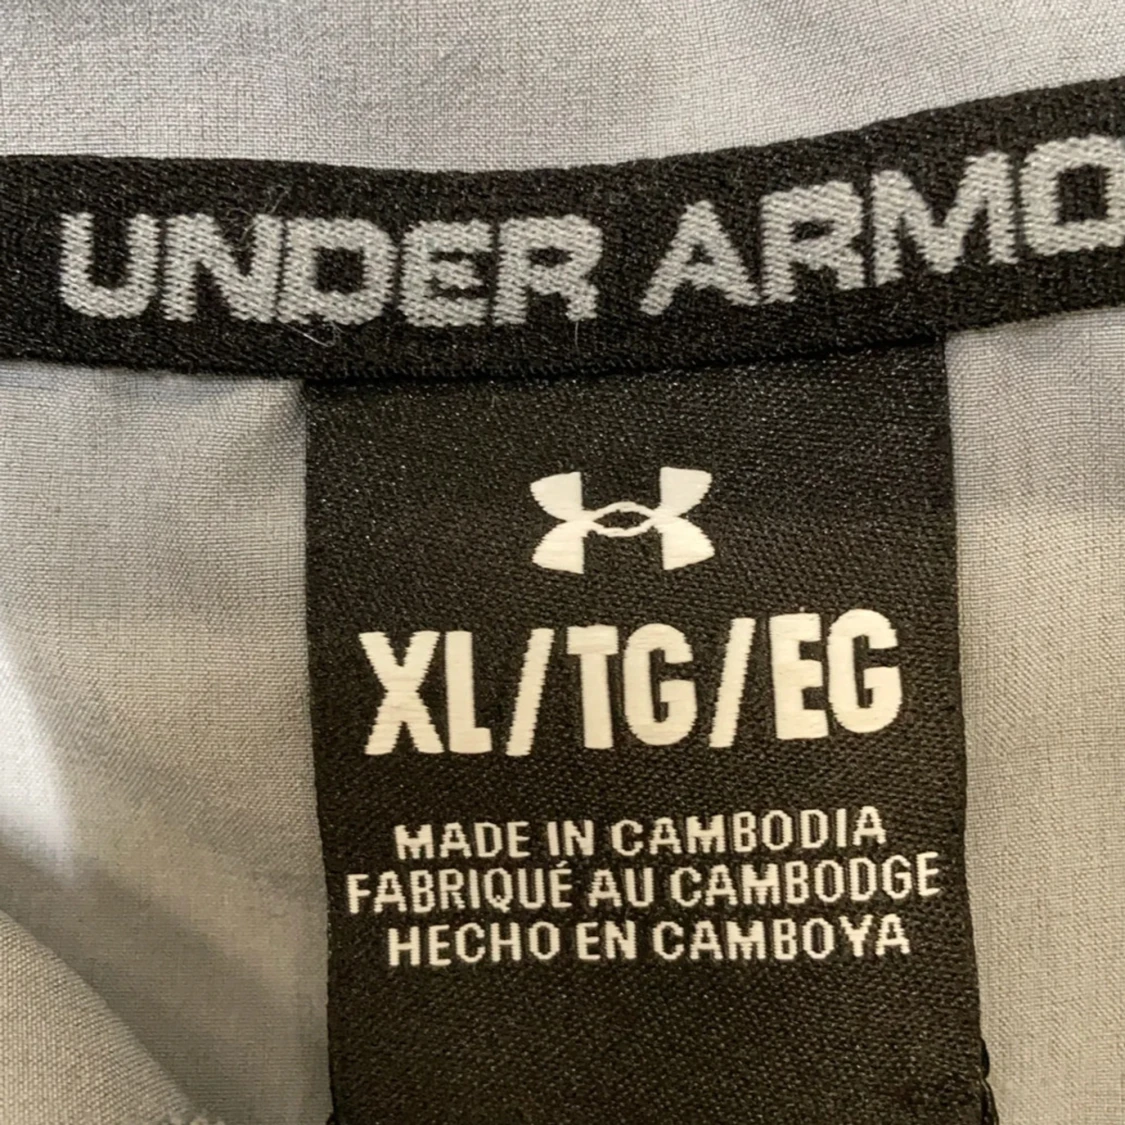 UNDER ARMO
XL/TG/EG
MADE IN CAMBODIA
FABRIQUÉ AU CAMBODGE
HECHO EN CAMBOYA